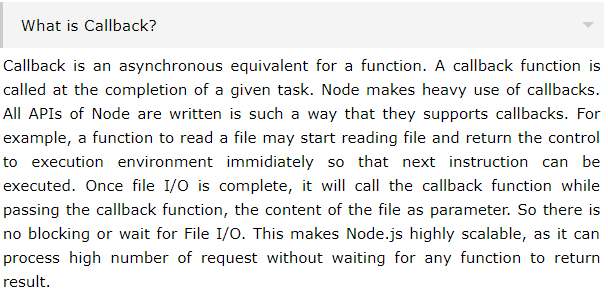 What is Callback?
Callback is an asynchronous equivalent for a function. A callback function is
called at the completion of a given task. Node makes heavy use of callbacks.
All APIs of Node are written is such a way that they supports callbacks. For
example, a function to read a file may start reading file and return the control
to execution environment immidiately so that next instruction can be
executed. Once file I/O is complete, it will call the callback function while
passing the callback function, the content of the file as parameter. So there is
no blocking or wait for File I/O. This makes Node.js highly scalable, as it can
process high number of request without waiting for any function to return
result.